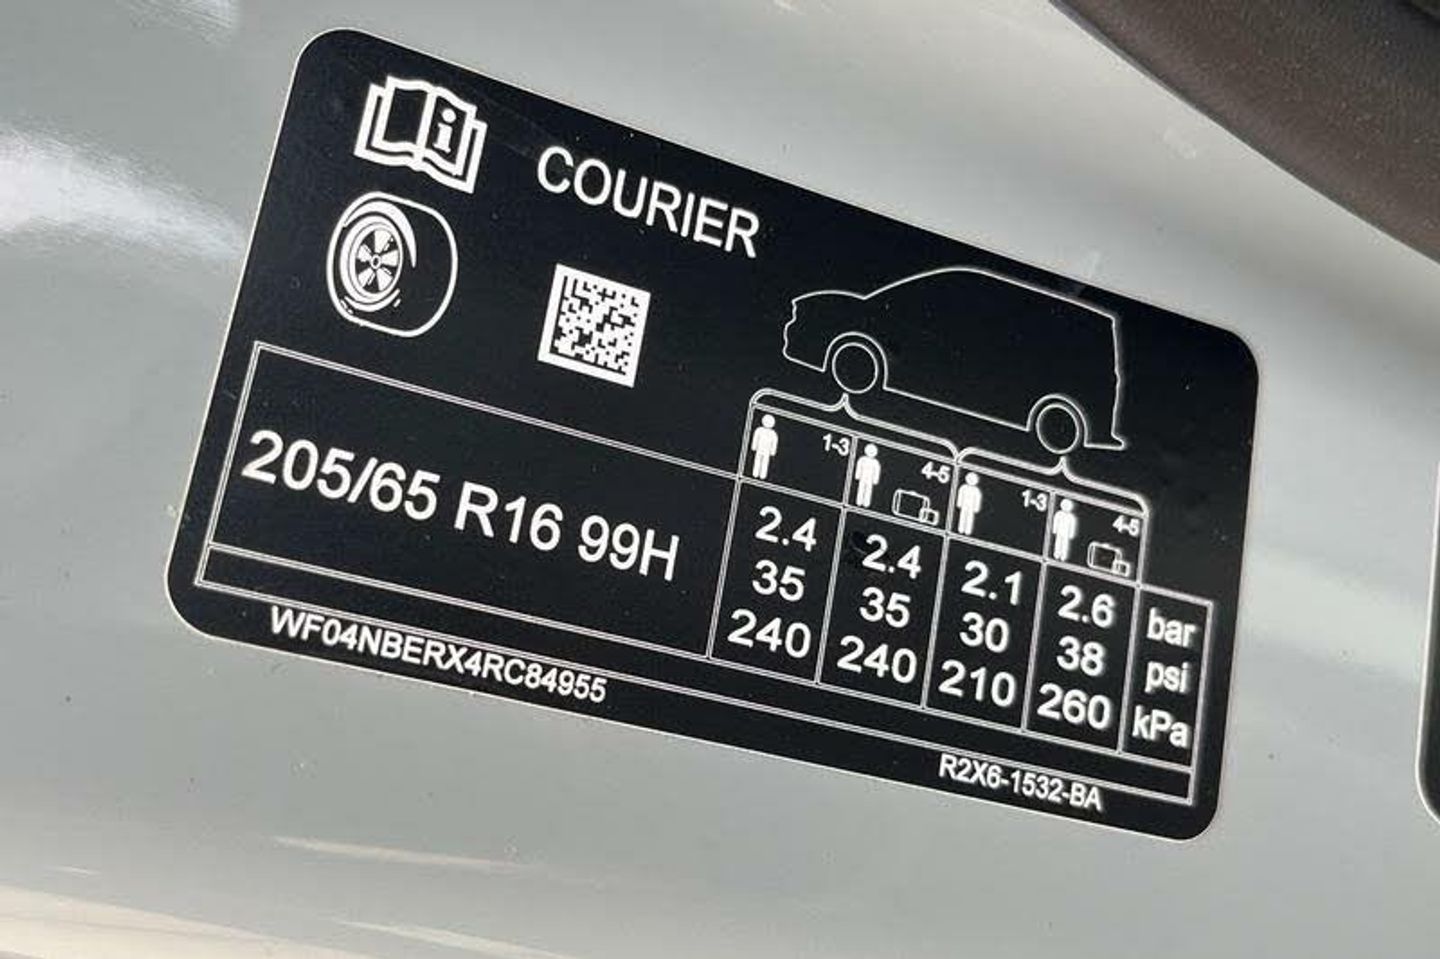 i
COURIER
1-3 4-5 1-3 4-5
205/65 R16 99H
2.4 2.4 2.1 2.6 bar
35 35 30 38 psi
240 240 210 260 kPa
WF04NBERX4RC84955
R2X6-1532-BA